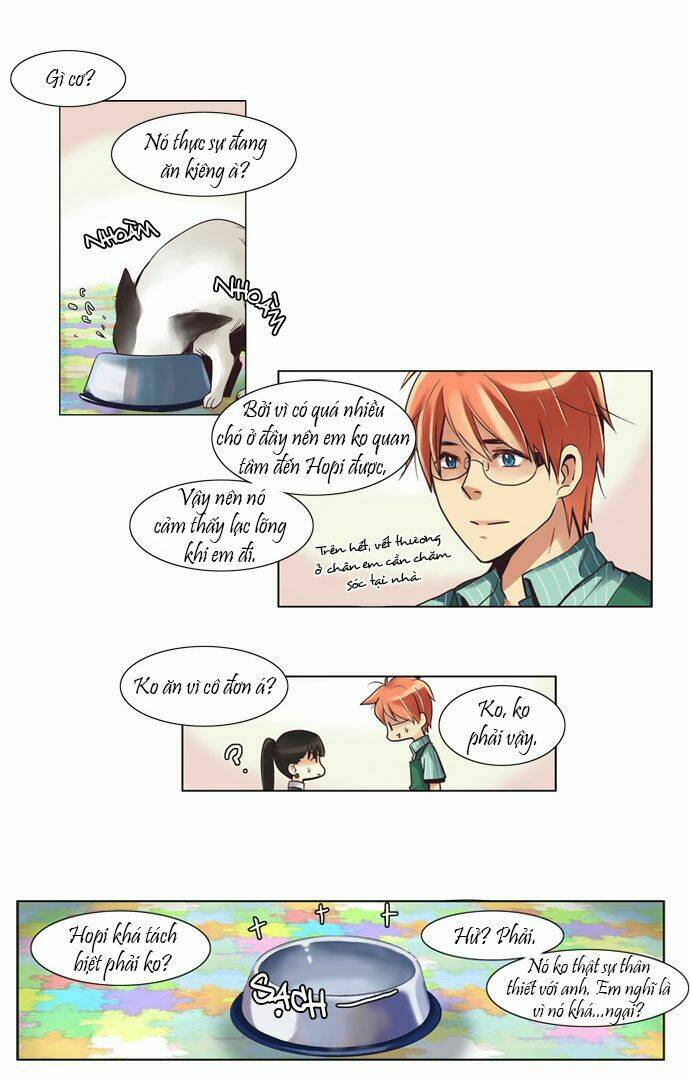 Gì cơ?
Nó thực sự đang
ăn kiêng à?
NHOÀM
NHOÀM
Bởi vì có quá nhiều
chó ở đây nên em ko quan
tâm đến Hopi được,
Vậy nên nó
cảm thấy lạc lõng
khi em đi.
Trên hết, vết thương
ở chân em cần chăm
sóc tại nhà
Ko ăn vì cô đơn á?
?
Ko, ko
phải vậy.
Hopi khá tách
biệt phải ko?
SẠCH
Hử? Phải.
Nó ko thật sự thân
thiết với anh. Em nghĩ là
vì nó khá...ngại?